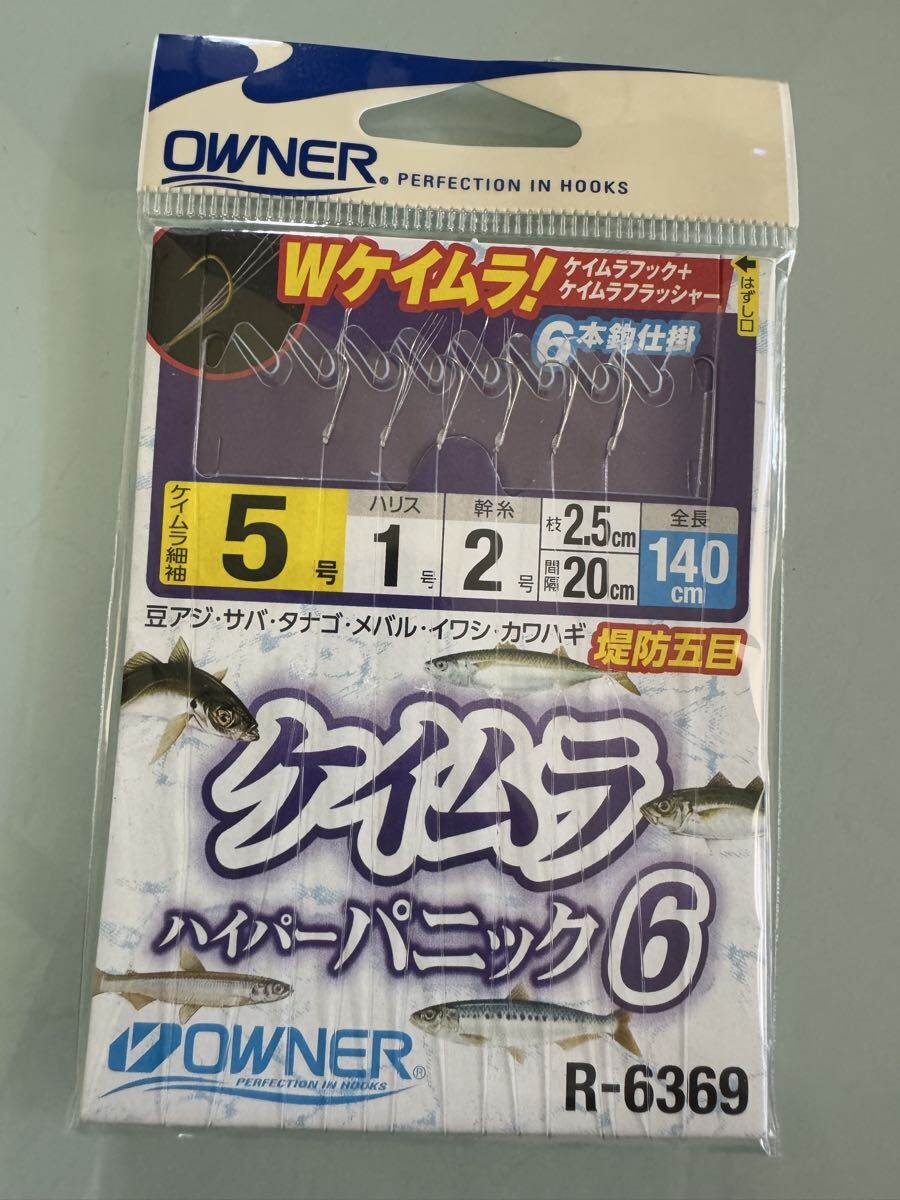 OWNER® PERFECTION IN HOOKS
Wケイムラ!
ケイムラフック+
ケイムラフラッシャー
はずし口
6本鈎仕掛
ケイムラ細袖
5号
ハリス
1号
幹糸
2号
枝 2.5cm
間隔 20cm
全長
140cm
豆アジ・サバ・タナゴ・メバル・イワシ・カワハギ 堤防五目
ケイムラ
ハイパーパニック6
OWNER®
PERFECTION IN HOOKS
R-6369